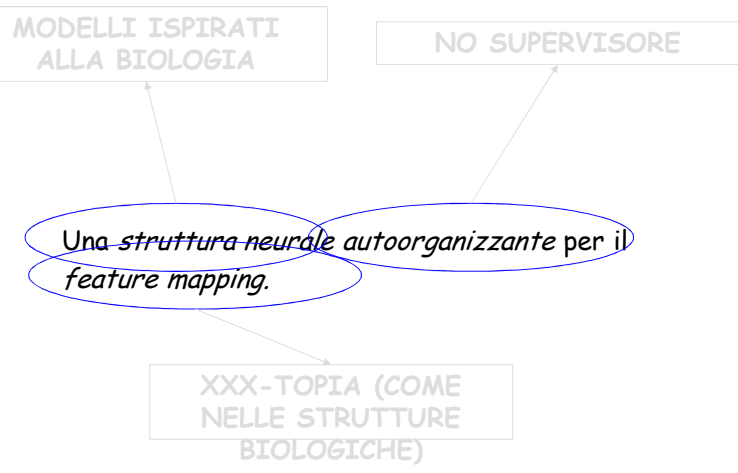 MODELLI ISPIRATI
ALLA BIOLOGIA
NO SUPERVISORE
Una struttura neurale autoorganizzante per il
feature mapping.
XXX-TOPIA (COME
NELLE STRUTTURE
BIOLOGICHE)